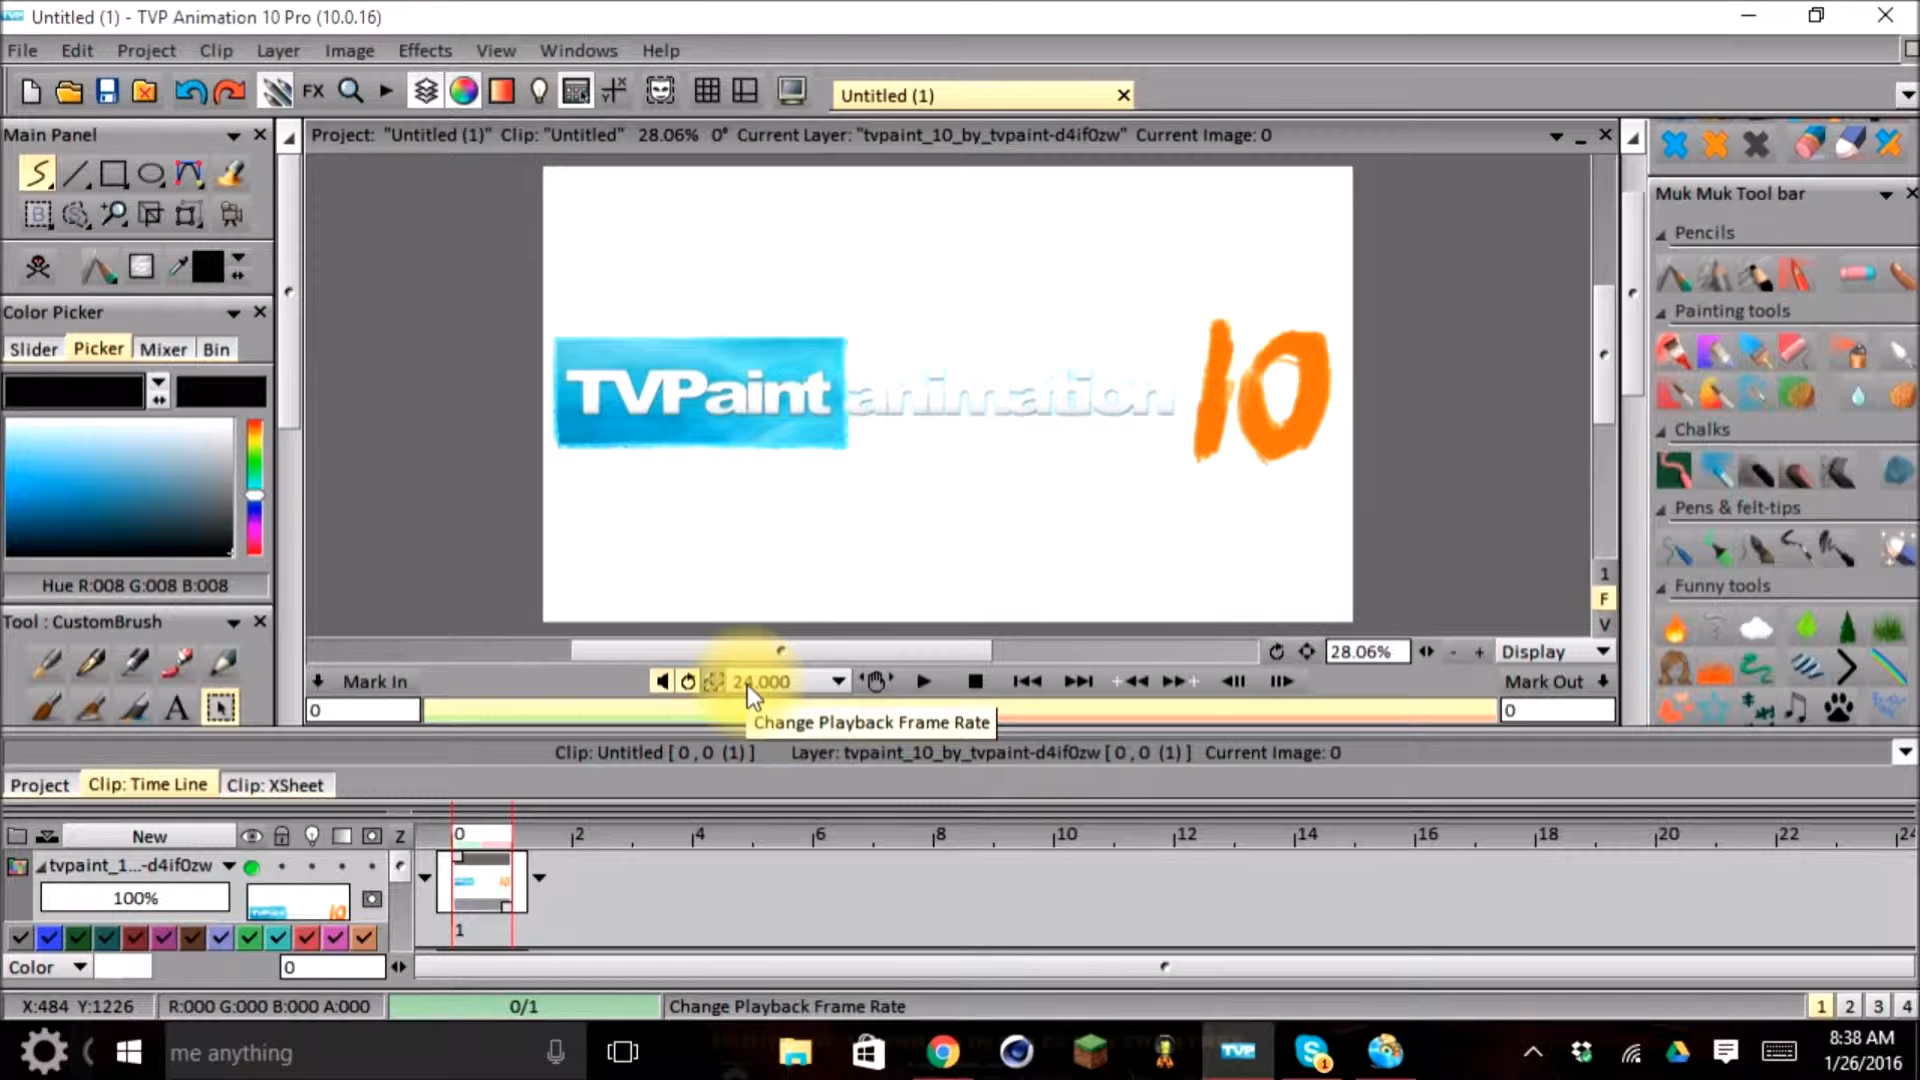 Untitled (1) - TVP Animation 10 Pro (10.0.16)
File Edit Project Clip Layer Image Effects View Windows Help
FX
Untitled (1)
Main Panel
Project: "Untitled (1)" Clip: "Untitled" 28.06% 0° Current Layer: "tvpaint_10_by_tvpaint-d4if0zw" Current Image: 0
Muk Muk Tool bar
Pencils
Painting tools
Chalks
Pens & felt-tips
Funny tools
Color Picker
Slider Picker Mixer Bin
Hue R:008 G:008 B:008
Tool : CustomBrush
A
TVPaint animation 10
1
F
V
28.06% - + Display
Mark In 24.000 Mark Out
0 0
Change Playback Frame Rate
Clip: Untitled [ 0 , 0 (1) ] Layer: tvpaint_10_by_tvpaint-d4if0zw [ 0 , 0 (1) ] Current Image: 0
Project Clip: Time Line Clip: XSheet
New Z 0 2 4 6 8 10 12 14 16 18 20 22 24
tvpaint_1...-d4if0zw
100%
TVPaint 10
1
Color 0
X:484 Y:1226 R:000 G:000 B:000 A:000 0/1 Change Playback Frame Rate 1 2 3 4
me anything
TVP
1
8:38 AM
1/26/2016